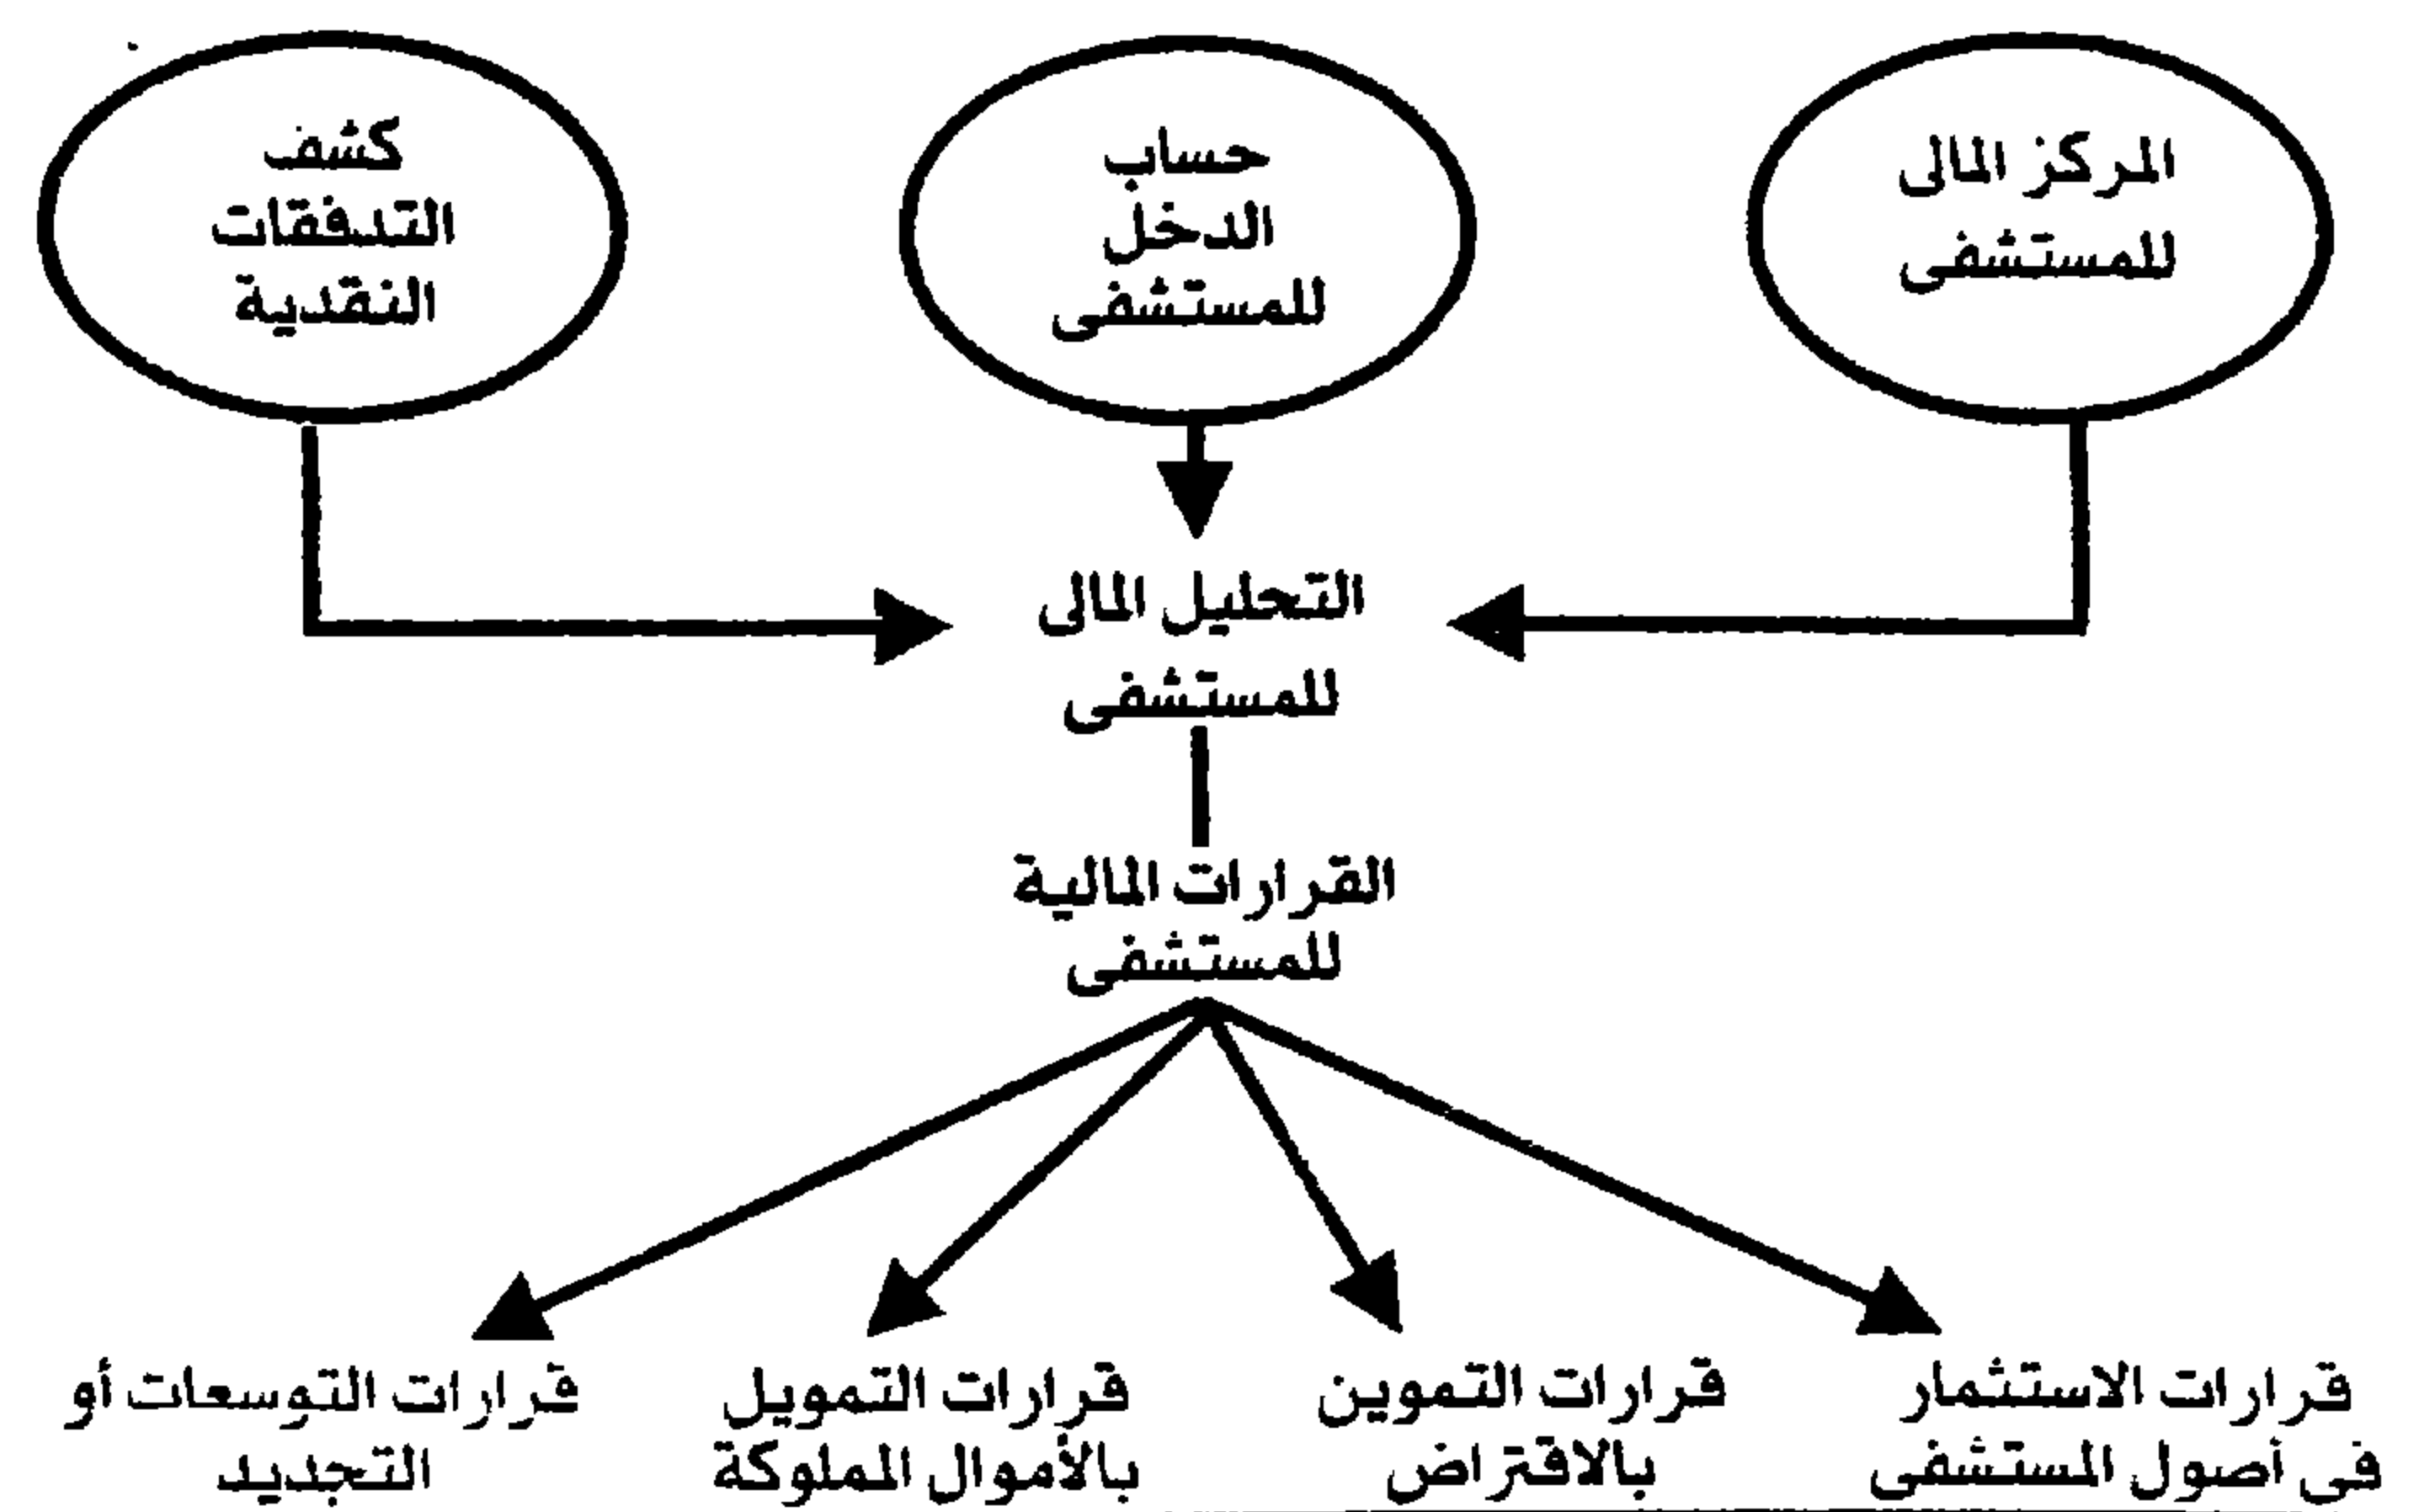 المركز المالى
للمستشفى
حساب
الدخل
للمستشفى
كشف
التدفقات
النقدية
التحليل المالى
للمستشفى
القرارات المالية
للمستشفى
قرارات الاستثمار
فى أصول المستشفى
قرارات التموين
بالاقتراض
قرارات التمويل
بالأموال المملوكة
قرارات التوسعات أو
التجديد